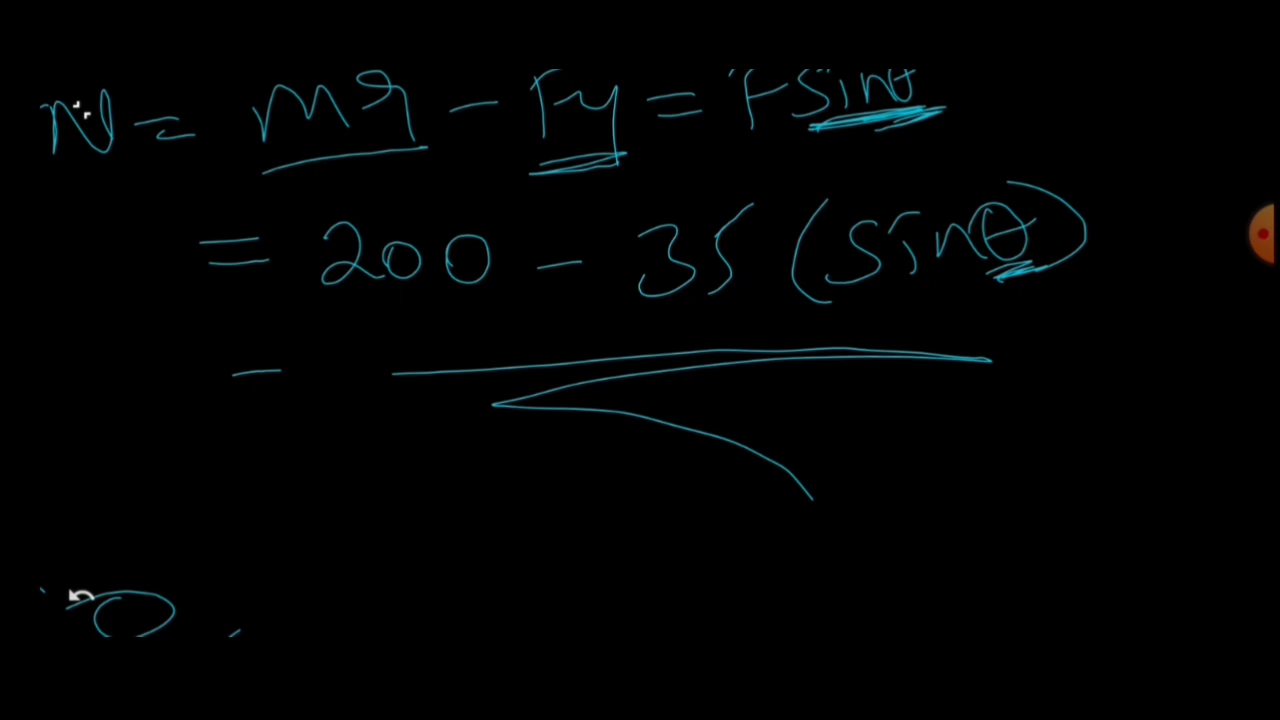 N = mg - Fy = Fsinθ
= 200 - 35 (sinθ)
-